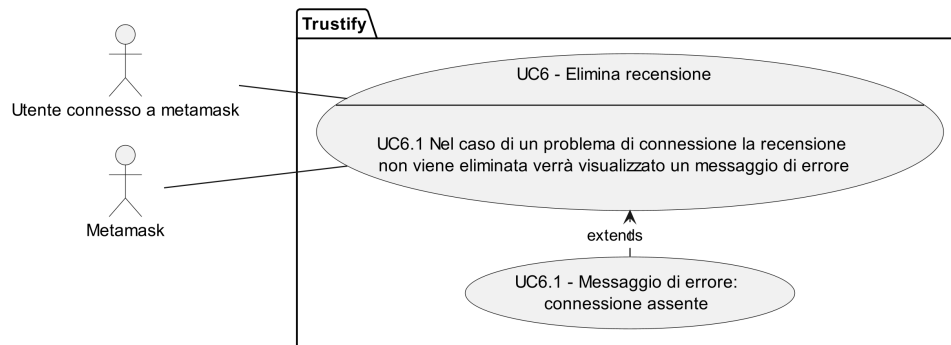 Trustify
UC6 - Elimina recensione
Utente connesso a metamask
UC6.1 Nel caso di un problema di connessione la recensione
non viene eliminata verrà visualizzato un messaggio di errore
Metamask
extends
UC6.1 - Messaggio di errore:
connessione assente